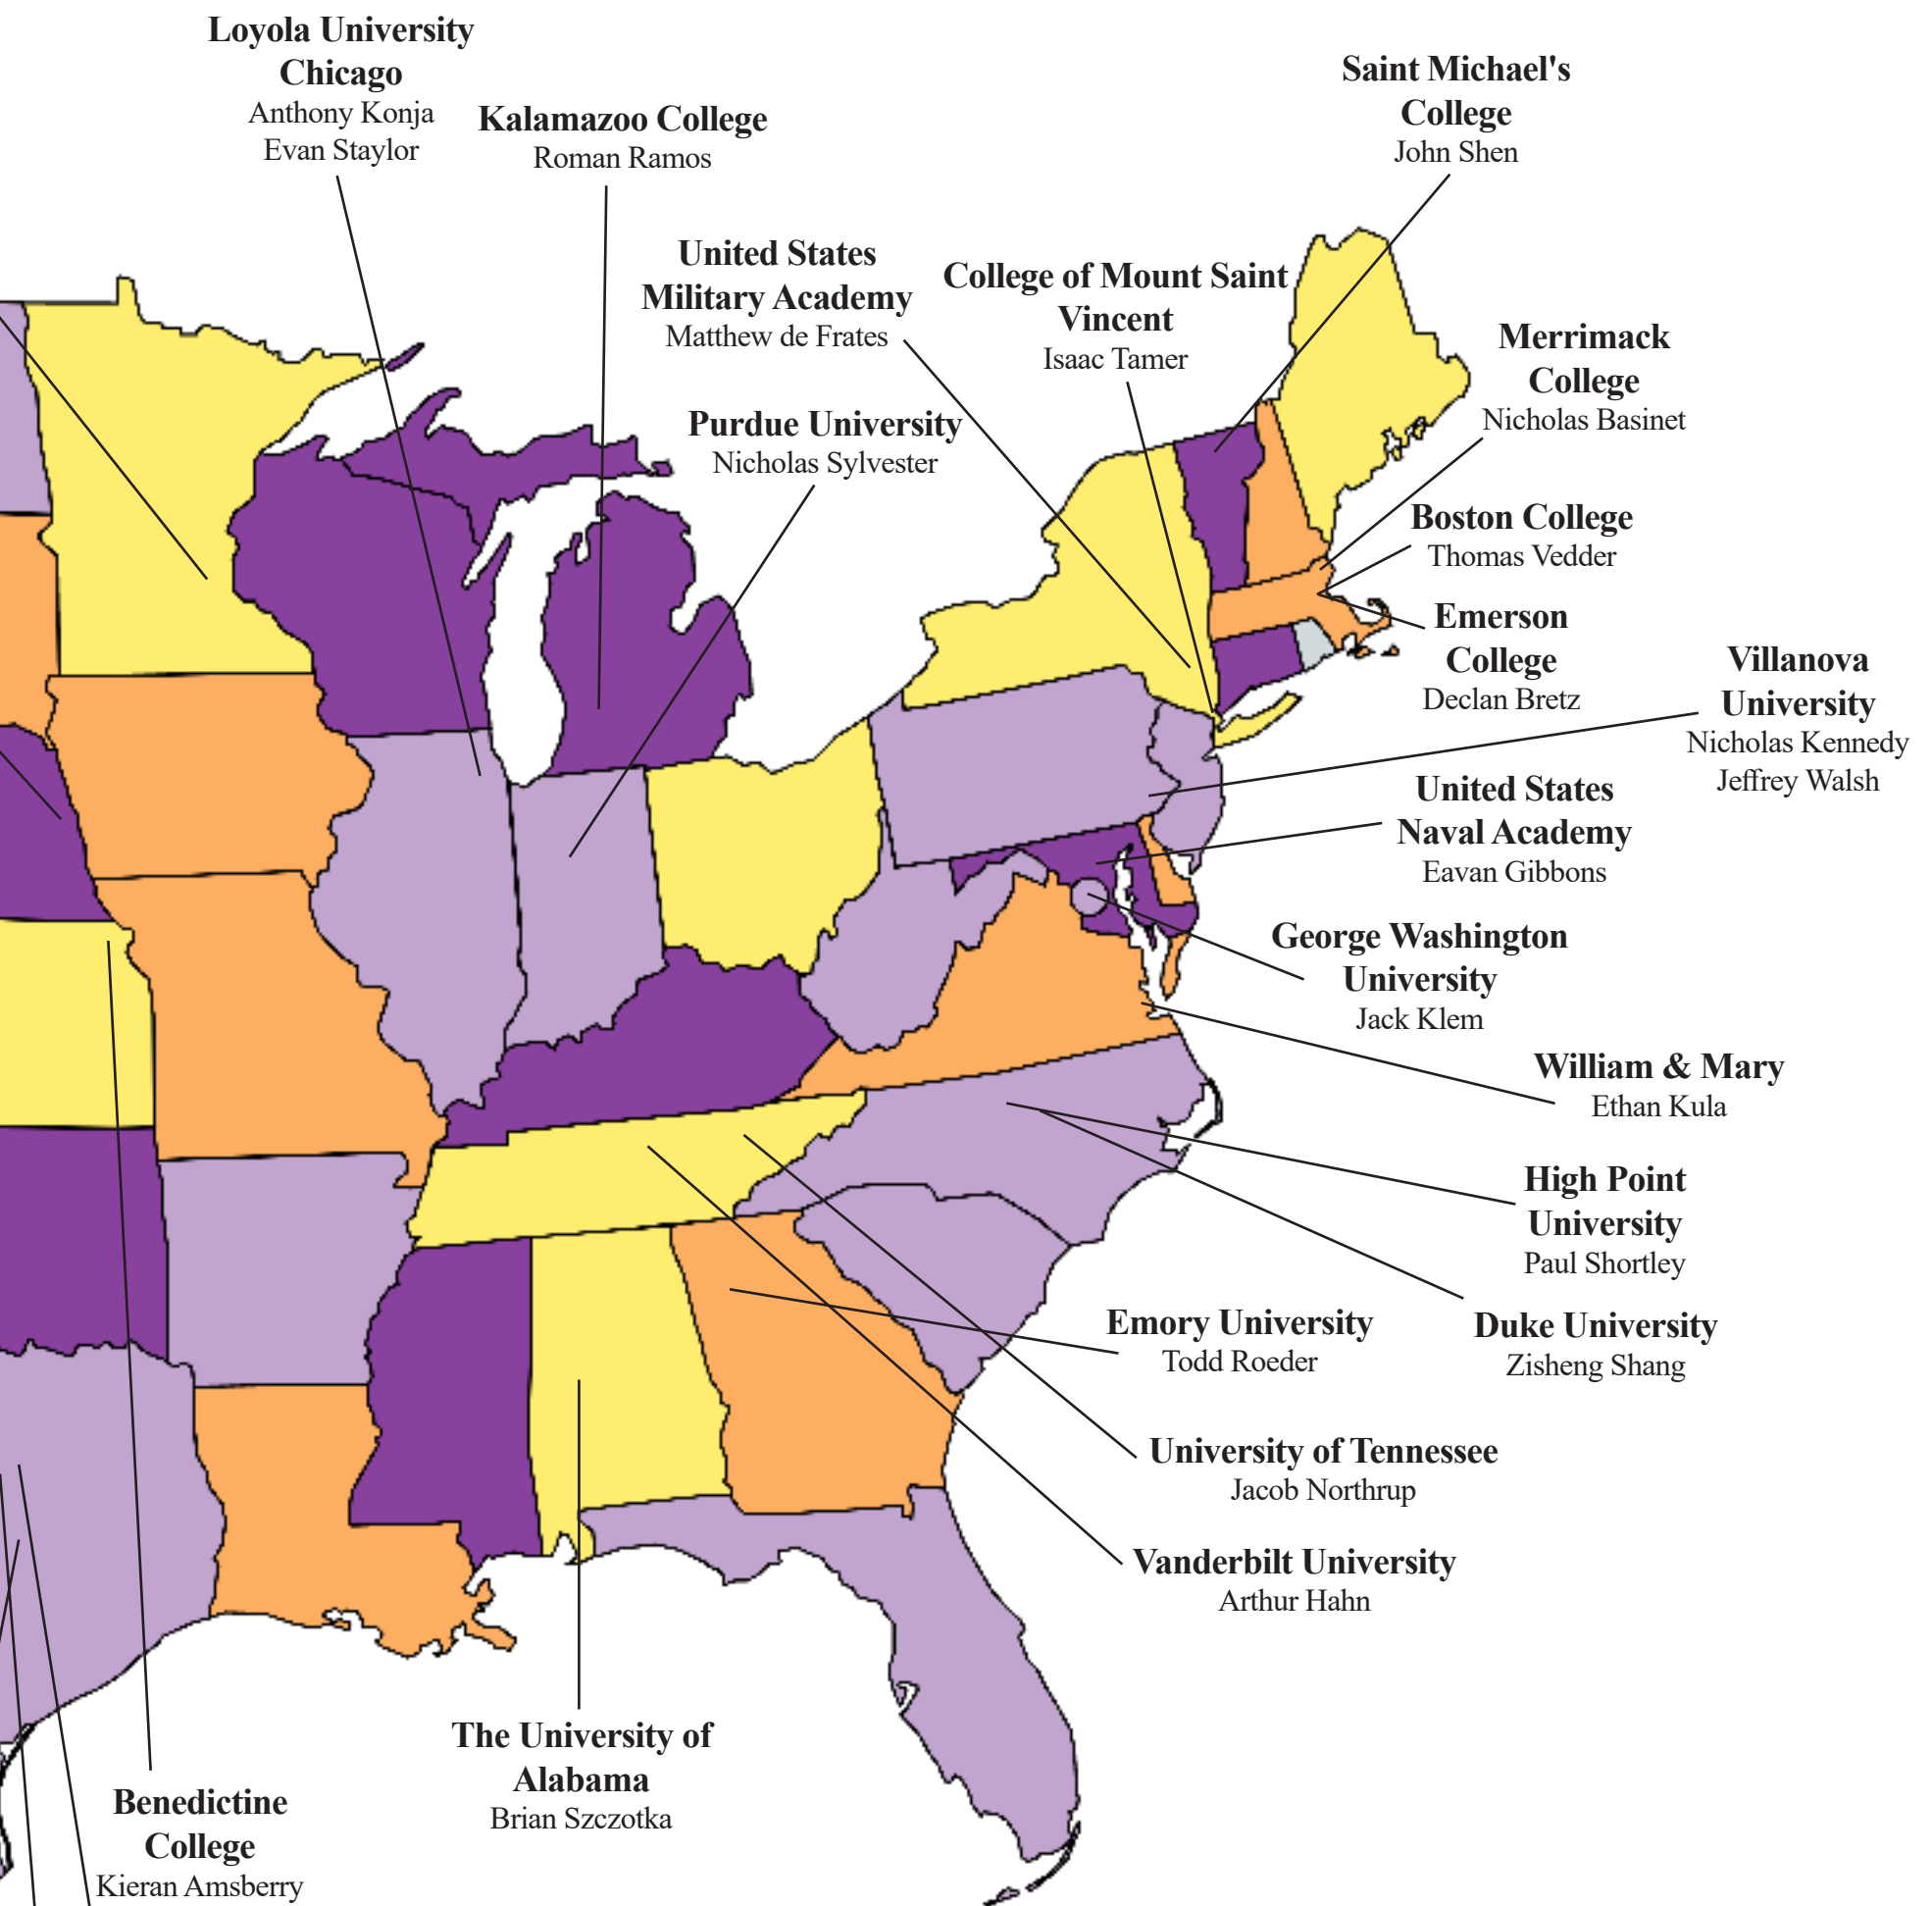 Loyola University
Chicago
Anthony Konja
Evan Staylor
Kalamazoo College
Roman Ramos
Saint Michael's
College
John Shen
United States
Military Academy
Matthew de Frates
College of Mount Saint
Vincent
Isaac Tamer
Merrimack
College
Nicholas Basinet
Purdue University
Nicholas Sylvester
Boston College
Thomas Vedder
Emerson
College
Declan Bretz
Villanova
University
Nicholas Kennedy
Jeffrey Walsh
United States
Naval Academy
Eavan Gibbons
George Washington
University
Jack Klem
William & Mary
Ethan Kula
High Point
University
Paul Shortley
Emory University
Todd Roeder
Duke University
Zisheng Shang
University of Tennessee
Jacob Northrup
Vanderbilt University
Arthur Hahn
The University of
Alabama
Brian Szczotka
Benedictine
College
Kieran Amsberry